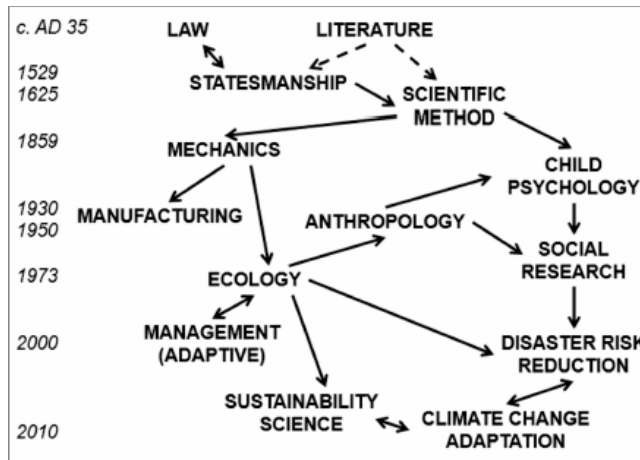 c. AD 35 LAW LITERATURE
1529 STATESMANSHIP
1625 SCIENTIFIC
METHOD
1859 MECHANICS
CHILD
PSYCHOLOGY
1930 MANUFACTURING ANTHROPOLOGY
1950
SOCIAL
RESEARCH
1973 ECOLOGY
MANAGEMENT
(ADAPTIVE)
2000 DISASTER RISK
REDUCTION
SUSTAINABILITY
SCIENCE
CLIMATE CHANGE
ADAPTATION
2010